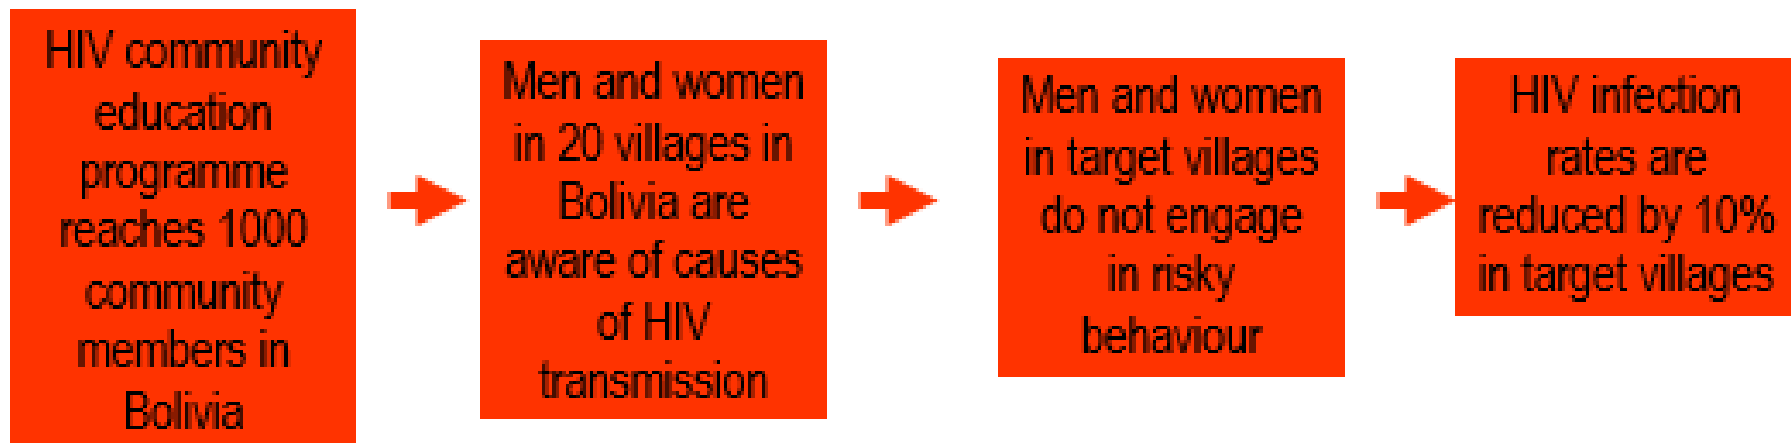 HIV community
education
programme
reaches 1000
community
members in
Bolivia
Men and women
in 20 villages in
Bolivia are
aware of causes
of HIV
transmission
Men and women
in target villages
do not engage
in risky
behaviour
HIV infection
rates are
reduced by 10%
in target villages